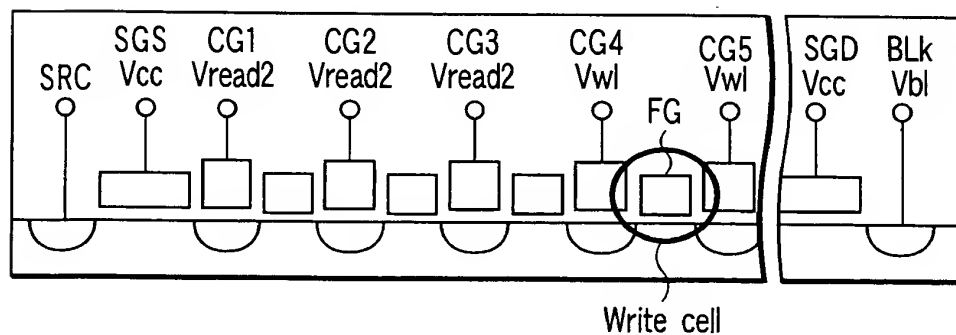 SRC
SGS
Vcc
CG1
Vread2
CG2
Vread2
CG3
Vread2
CG4
Vwl
FG
CG5
Vwl
SGD
Vcc
BLk
Vbl
Write cell